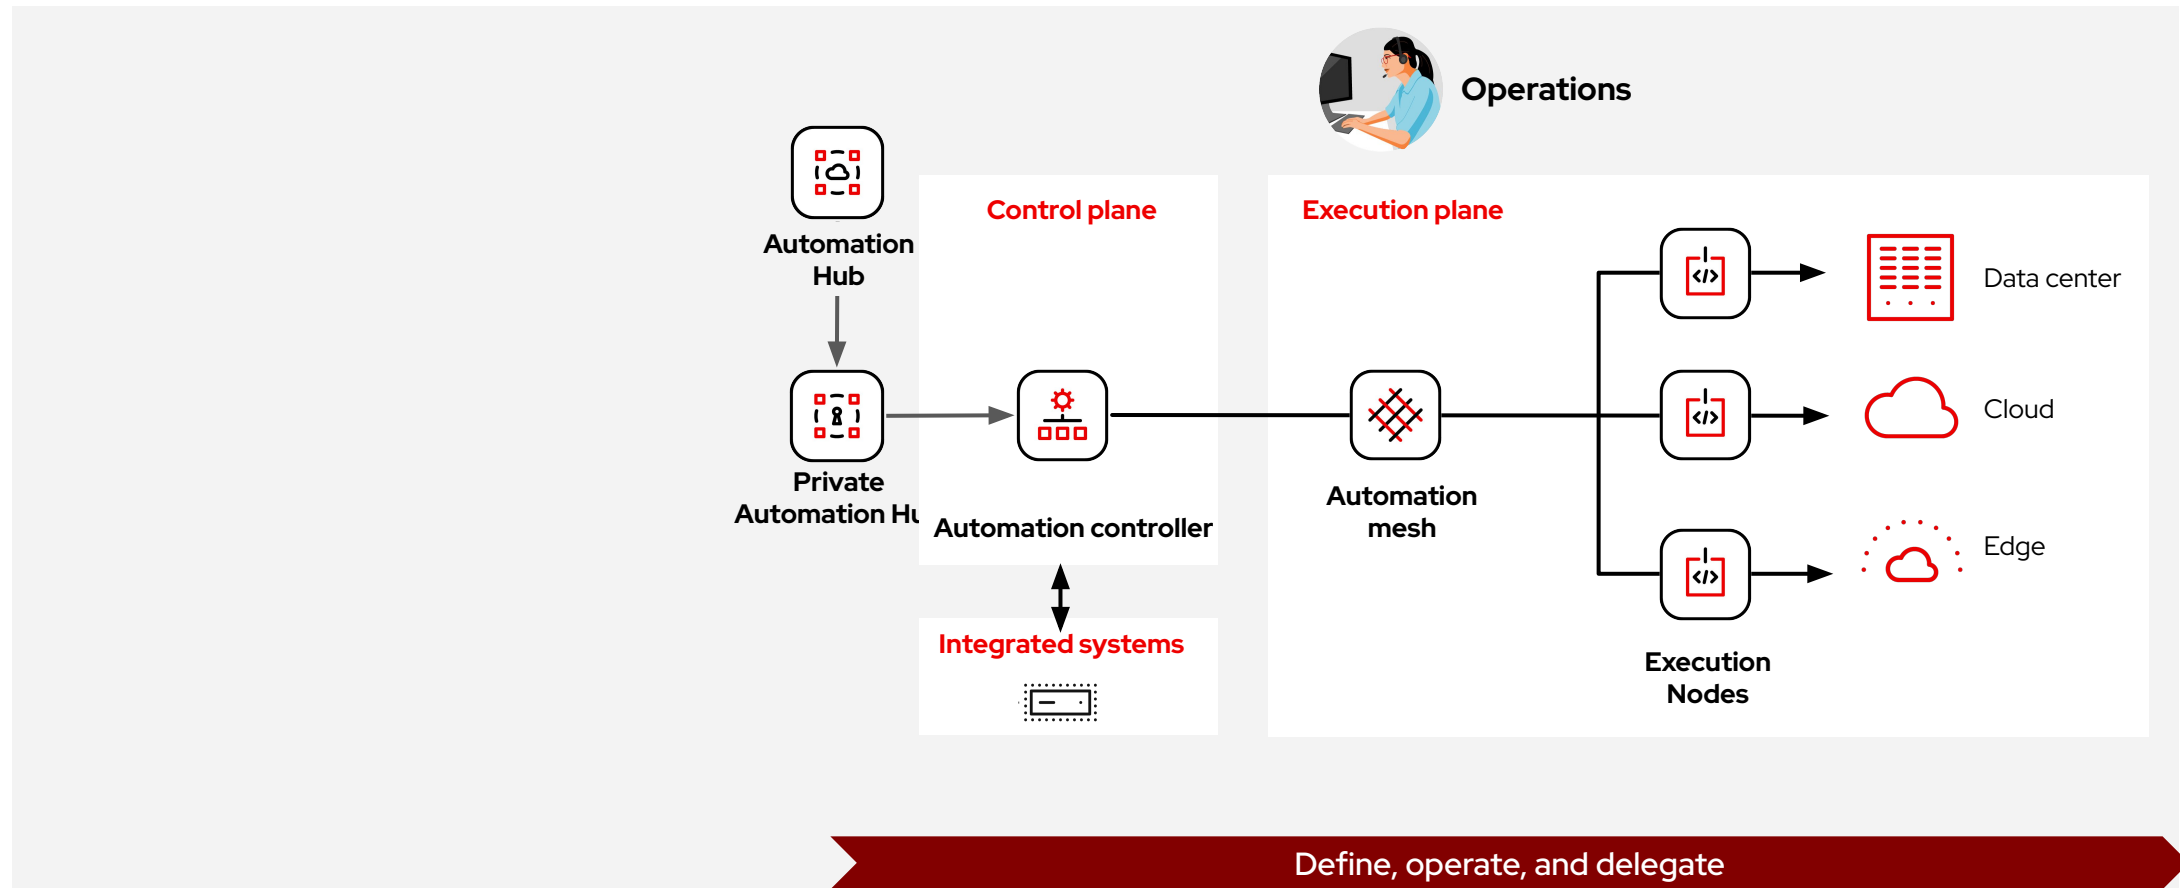 Operations
Automation
Hub
Control plane
Execution plane
Data center
Cloud
Private
Automation Hu
Automation controller
Automation
mesh
Edge
Integrated systems
Execution
Nodes
Define, operate, and delegate